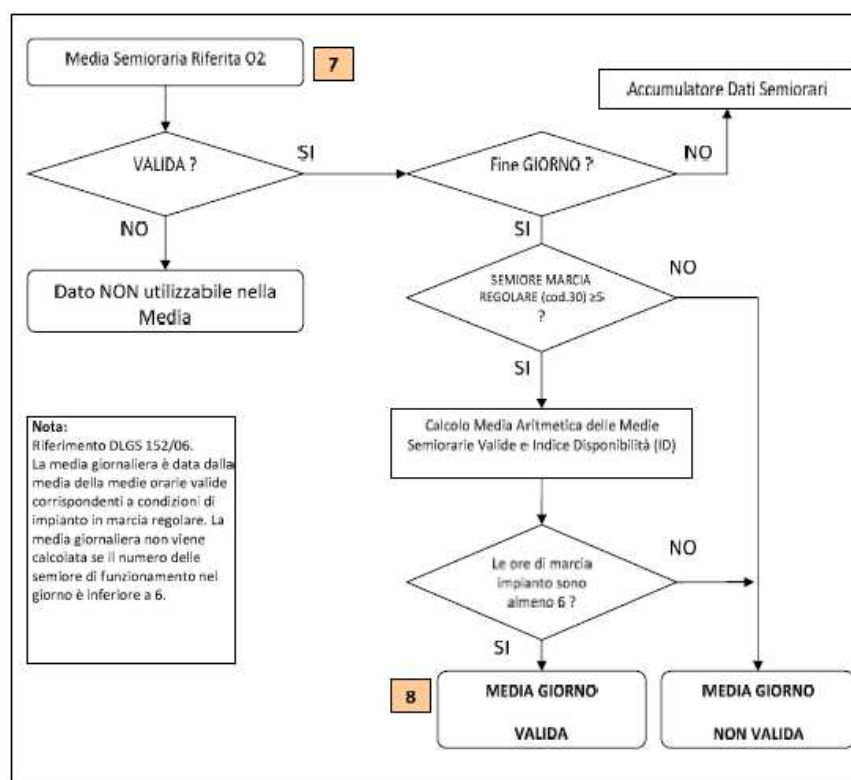 Media Semioraria Riferita O2
7
Accumulatore Dati Semiorari
VALIDA ?
SI
Fine GIORNO ?
NO
NO
SI
Dato NON utilizzabile nella
Media
SEMIORE MARCIA
REGOLARE (cod.30) ≥5
?
NO
SI
Calcolo Media Aritmetica delle Medie
Semiorarie Valide e Indice Disponibilità (ID)
Nota:
Riferimento DLGS 152/06.
La media giornaliera è data dalla
media della medie orarie valide
corrispondenti a condizioni di
impianto in marcia regolare. La
media giornaliera non viene
calcolata se il numero delle
semiore di funzionamento nel
giorno è inferiore a 6.
Le ore di marcia
impianto sono
almeno 6 ?
NO
SI
8
MEDIA GIORNO
VALIDA
MEDIA GIORNO
NON VALIDA